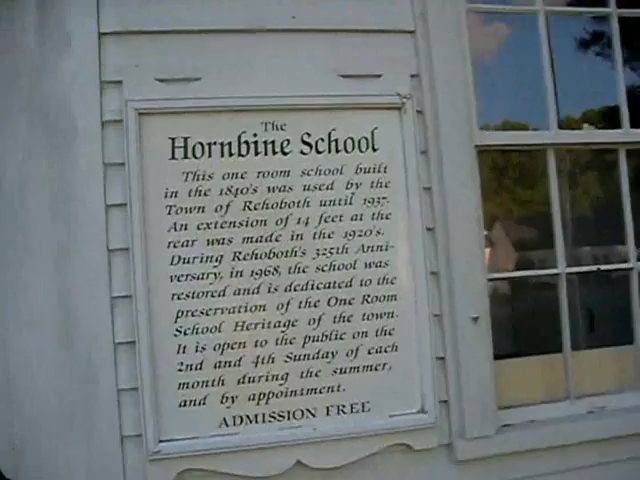 The
Hornbine School
This one room school built
in the 1840's was used by the
Town of Rehoboth until 1937.
An extension of 14 feet at the
rear was made in the 1920's.
During Rehoboth's 325th Anni-
versary, in 1968, the school was
restored and is dedicated to the
preservation of the One Room
School Heritage of the town.
It is open to the public on the
2nd and 4th Sunday of each
month during the summer,
and by appointment.
ADMISSION FREE